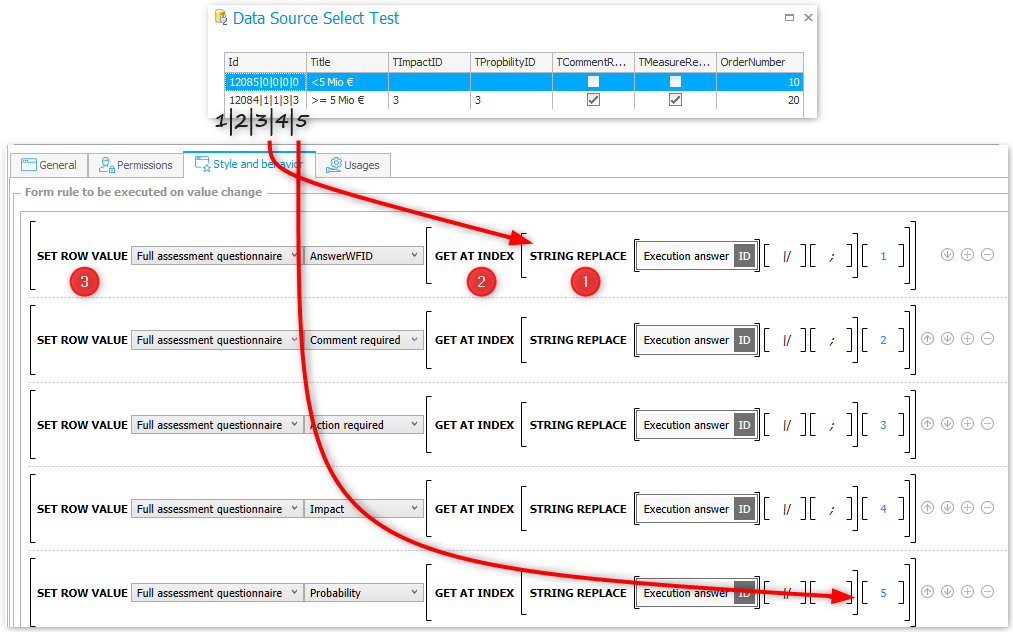 Data Source Select Test
Id Title TImpactID TPropbilityID TCommentR... TMeasureRe... OrderNumber
12085|0|0|0|0 <5 Mio € 10
12084|1|1|3|3 >= 5 Mio € 3 3 20
1|2|3|4|5
General Permissions Style and behavior Usages
Form rule to be executed on value change
SET ROW VALUE Full assessment questionnaire AnswerWFID GET AT INDEX STRING REPLACE Execution answer ID |/ ; 1
3 2 1
SET ROW VALUE Full assessment questionnaire Comment required GET AT INDEX STRING REPLACE Execution answer ID |/ ; 2
SET ROW VALUE Full assessment questionnaire Action required GET AT INDEX STRING REPLACE Execution answer ID |/ ; 3
SET ROW VALUE Full assessment questionnaire Impact GET AT INDEX STRING REPLACE Execution answer ID |/ ; 4
SET ROW VALUE Full assessment questionnaire Probability GET AT INDEX STRING REPLACE Execution answer ID |/ 5